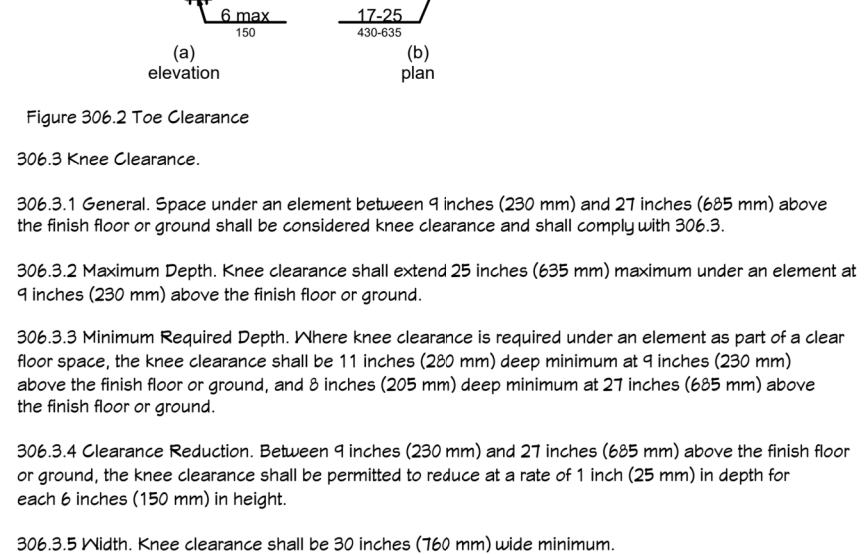 6 max 17-25
150 430-635
(a) (b)
elevation plan
Figure 306.2 Toe Clearance
306.3 Knee Clearance.
306.3.1 General. Space under an element between 9 inches (230 mm) and 27 inches (685 mm) above
the finish floor or ground shall be considered knee clearance and shall comply with 306.3.
306.3.2 Maximum Depth. Knee clearance shall extend 25 inches (635 mm) maximum under an element at
9 inches (230 mm) above the finish floor or ground.
306.3.3 Minimum Required Depth. Where knee clearance is required under an element as part of a clear
floor space, the knee clearance shall be 11 inches (280 mm) deep minimum at 9 inches (230 mm)
above the finish floor or ground, and 8 inches (205 mm) deep minimum at 27 inches (685 mm) above
the finish floor or ground.
306.3.4 Clearance Reduction. Between 9 inches (230 mm) and 27 inches (685 mm) above the finish floor
or ground, the knee clearance shall be permitted to reduce at a rate of 1 inch (25 mm) in depth for
each 6 inches (150 mm) in height.
306.3.5 Width. Knee clearance shall be 30 inches (760 mm) wide minimum.